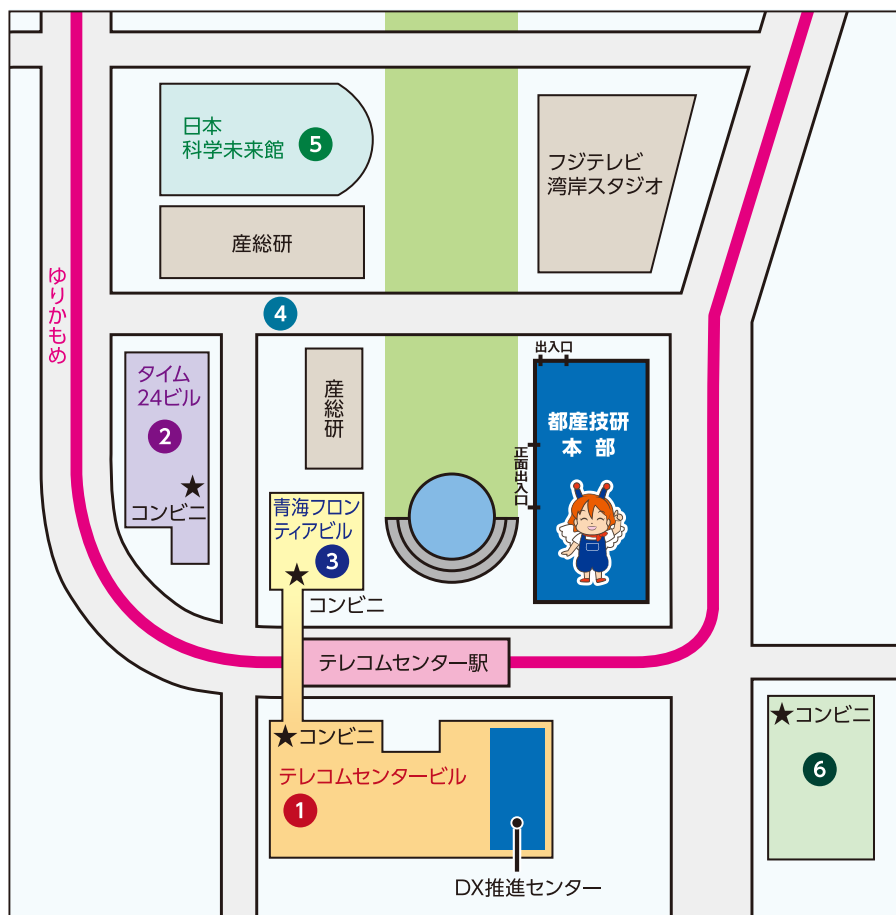 日本
科学未来館
5
フジテレビ
湾岸スタジオ
産総研
ゆりかもめ
4
出入口
タイム
24ビル
2
コンビニ
産総研
都産技研
本部
正面出入口
青海フロン
ティアビル
3
コンビニ
テレコムセンター駅
コンビニ
テレコムセンタービル
1
コンビニ
6
DX推進センター